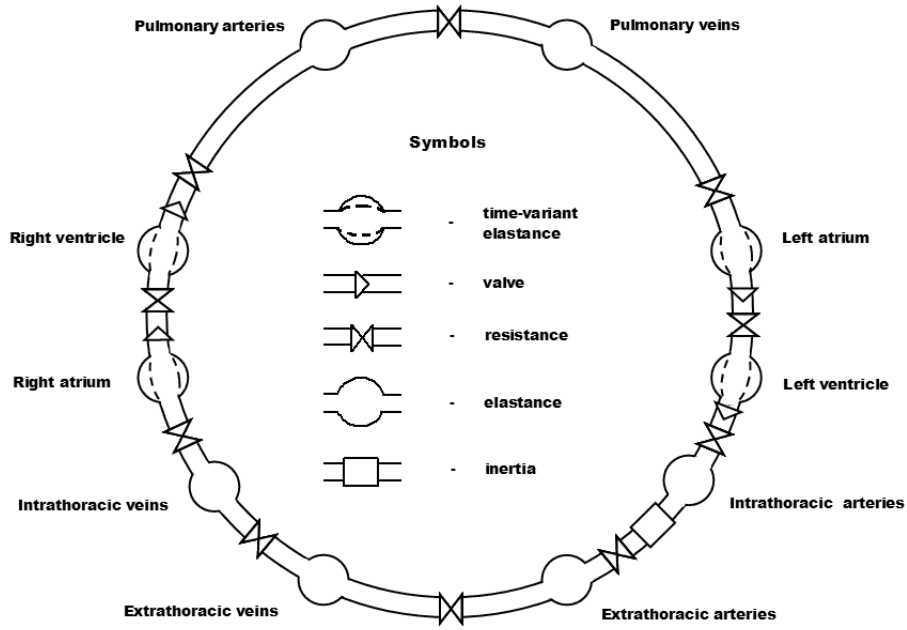 Pulmonary arteries
Pulmonary veins
Symbols
Right ventricle
- time-variant
elastance
Left atrium
- valve
- resistance
Right atrium
Left ventricle
- elastance
- inertia
Intrathoracic veins
Intrathoracic arteries
Extrathoracic veins
Extrathoracic arteries